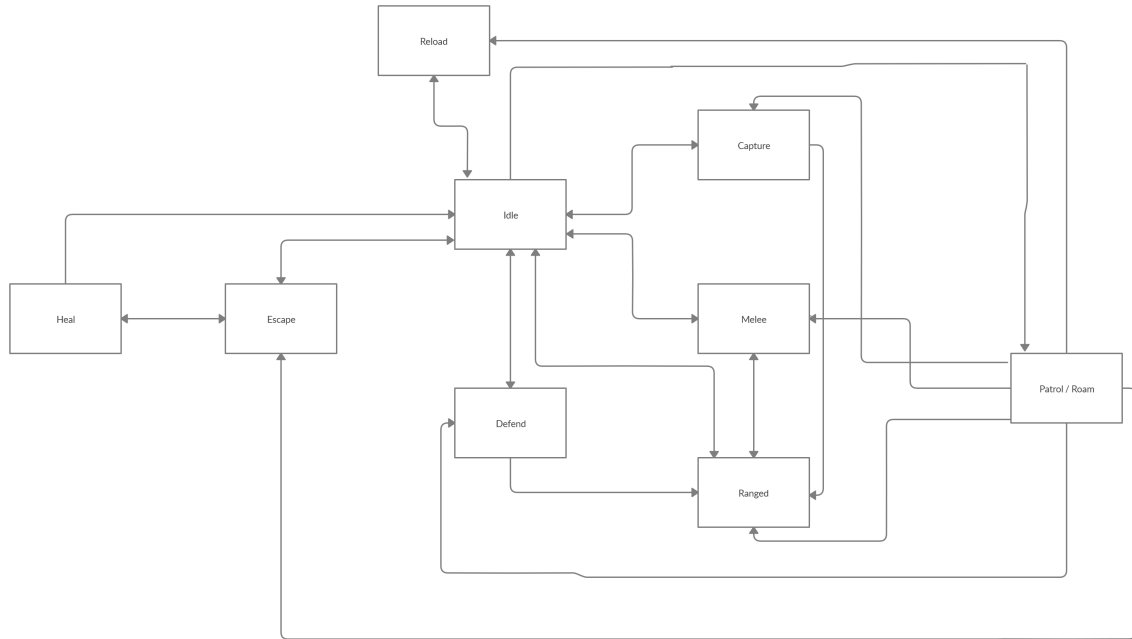 Reload
Capture
Idle
Heal
Escape
Melee
Patrol / Roam
Defend
Ranged